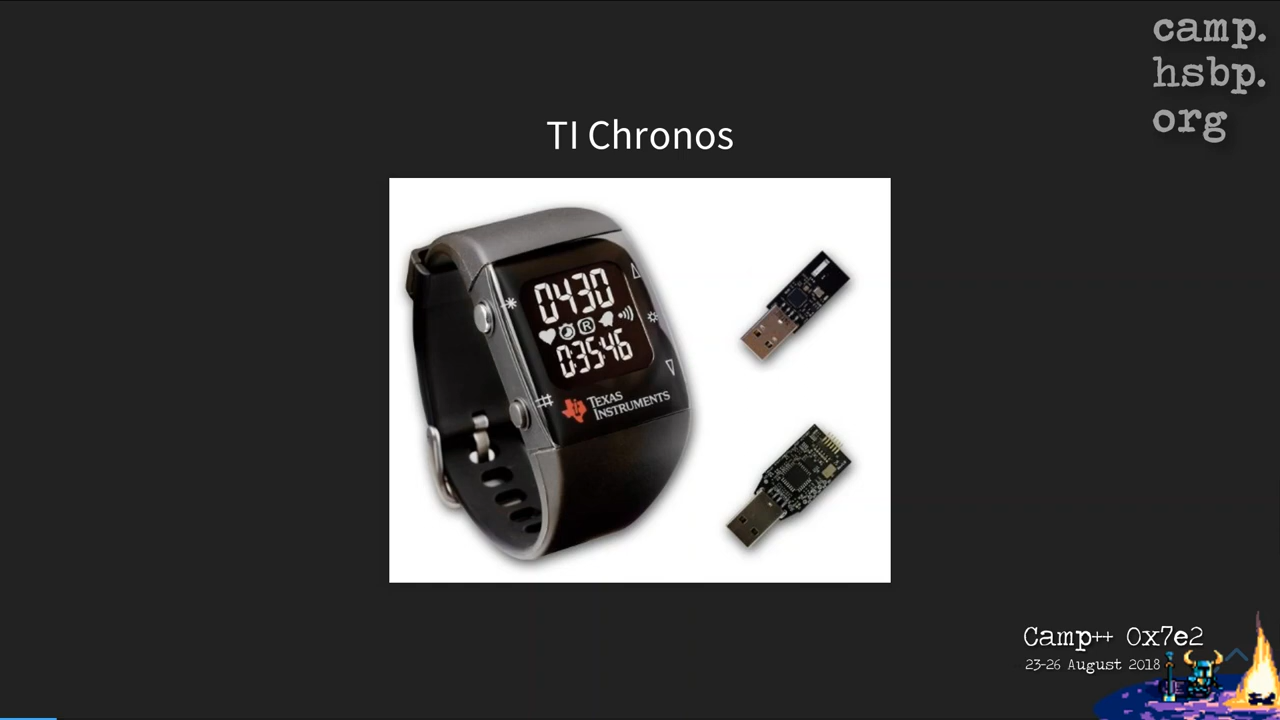 camp.
hsbp.
org
TI Chronos
0430
R
03546
TEXAS
INSTRUMENTS
Camp++ 0x7e2
23-26 August 2018